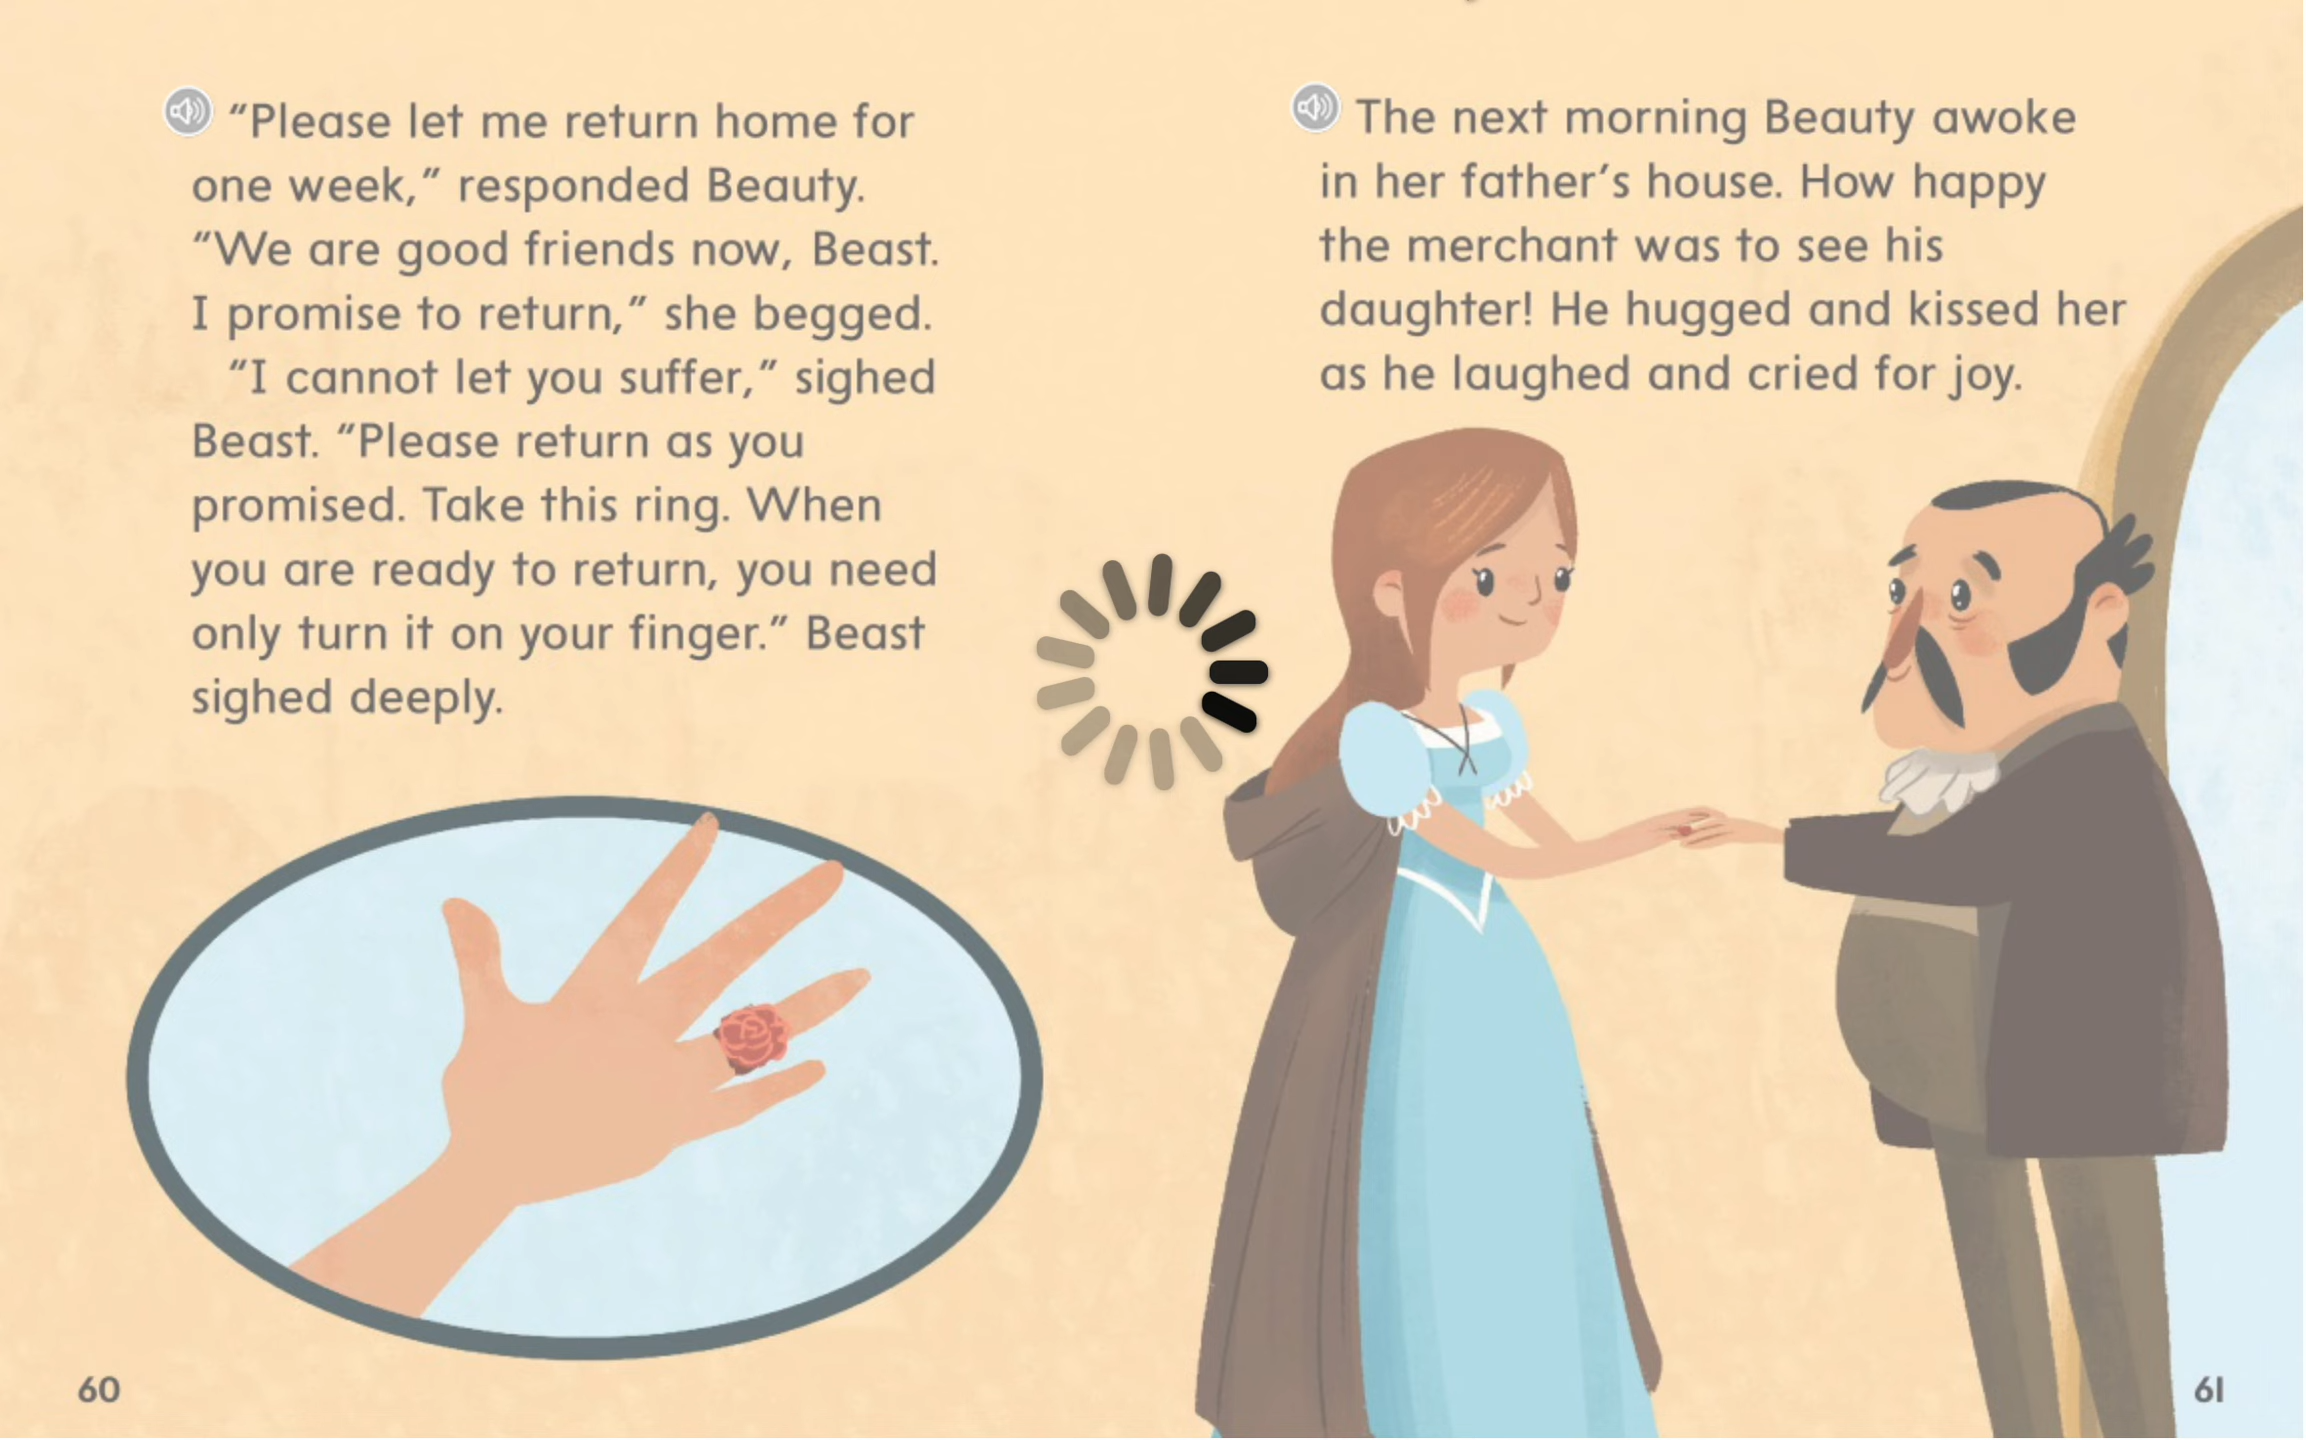 “Please let me return home for
one week,” responded Beauty.
“We are good friends now, Beast.
I promise to return,” she begged.
“I cannot let you suffer,” sighed
Beast. “Please return as you
promised. Take this ring. When
you are ready to return, you need
only turn it on your finger.” Beast
sighed deeply.
60
The next morning Beauty awoke
in her father’s house. How happy
the merchant was to see his
daughter! He hugged and kissed her
as he laughed and cried for joy.
61